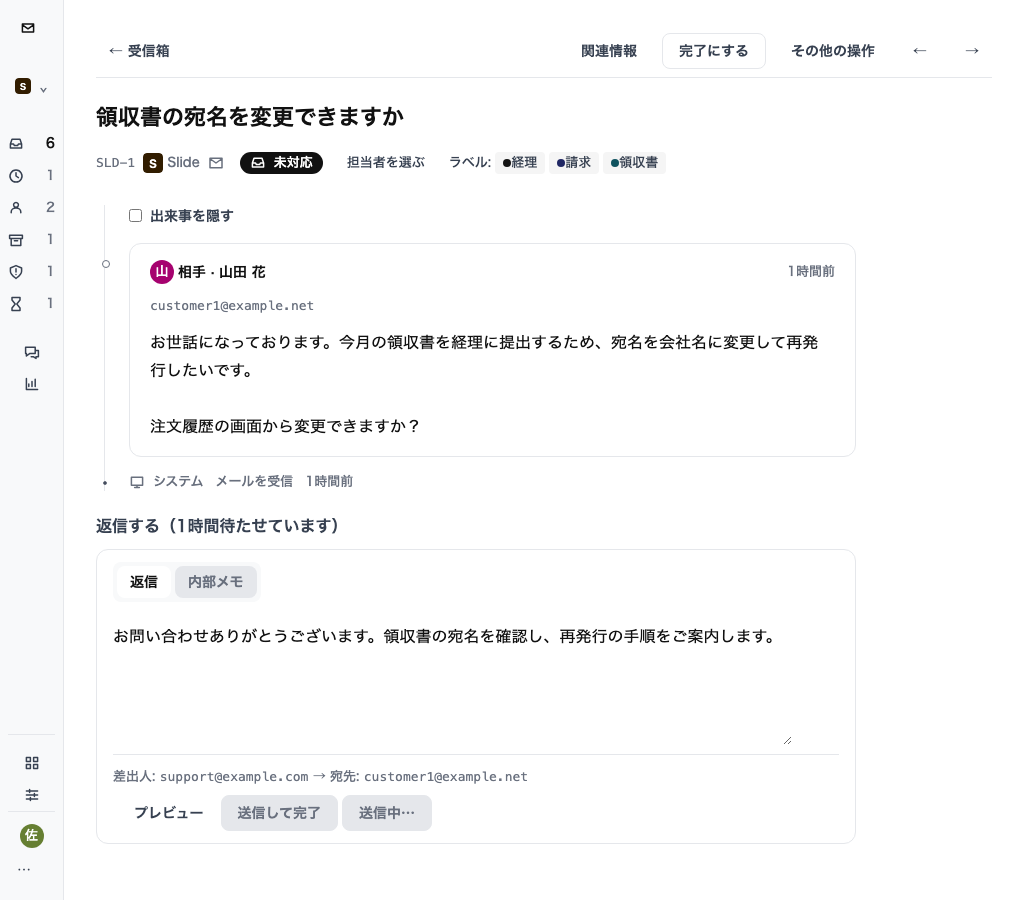 ← 受信箱
関連情報
完了にする
その他の操作
←
→
S
領収書の宛名を変更できますか
SLD-1 S Slide 未対応 担当者を選ぶ ラベル: 経理 請求 領収書
6
1
2
1
1
1
出来事を隠す
山 相手 · 山田 花
1時間前
customer1@example.net
お世話になっております。今月の領収書を経理に提出するため、宛名を会社名に変更して再発
行したいです。
注文履歴の画面から変更できますか？
システム メールを受信 1時間前
返信する（1時間待たせています）
返信 内部メモ
お問い合わせありがとうございます。領収書の宛名を確認し、再発行の手順をご案内します。
差出人: support@example.com → 宛先: customer1@example.net
プレビュー 送信して完了 送信中…
佐
…